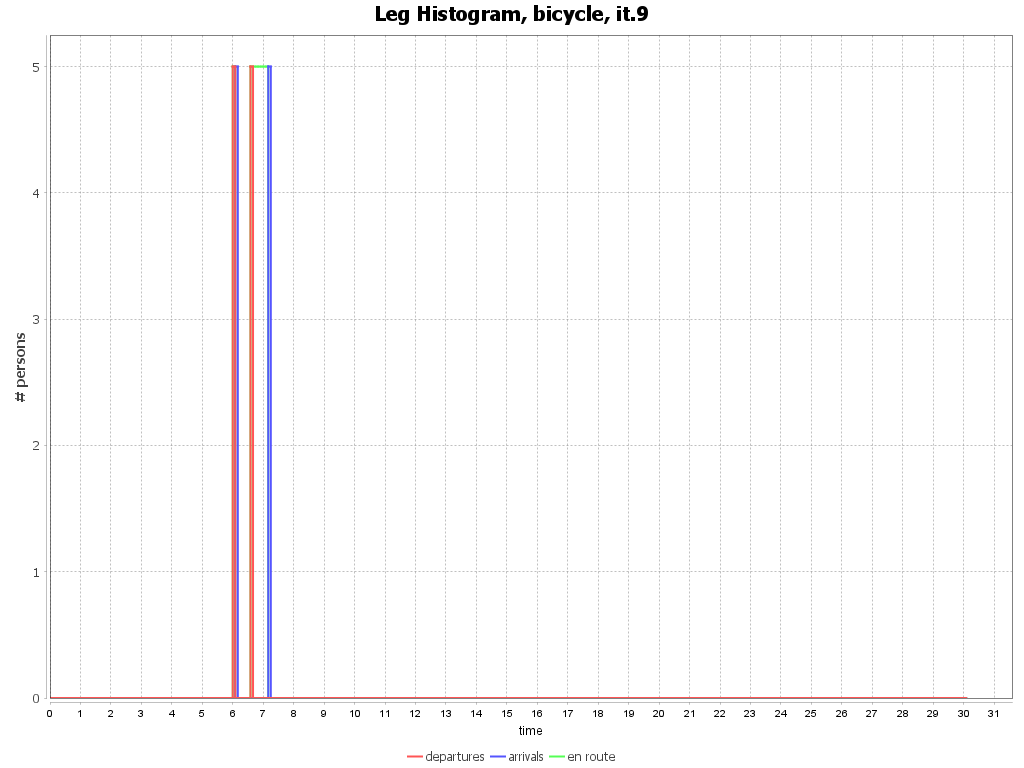 Leg Histogram, bicycle, it.9
# persons
5
4
3
2
1
0
0 1 2 3 4 5 6 7 8 9 10 11 12 13 14 15 16 17 18 19 20 21 22 23 24 25 26 27 28 29 30 31
time
departures arrivals en route